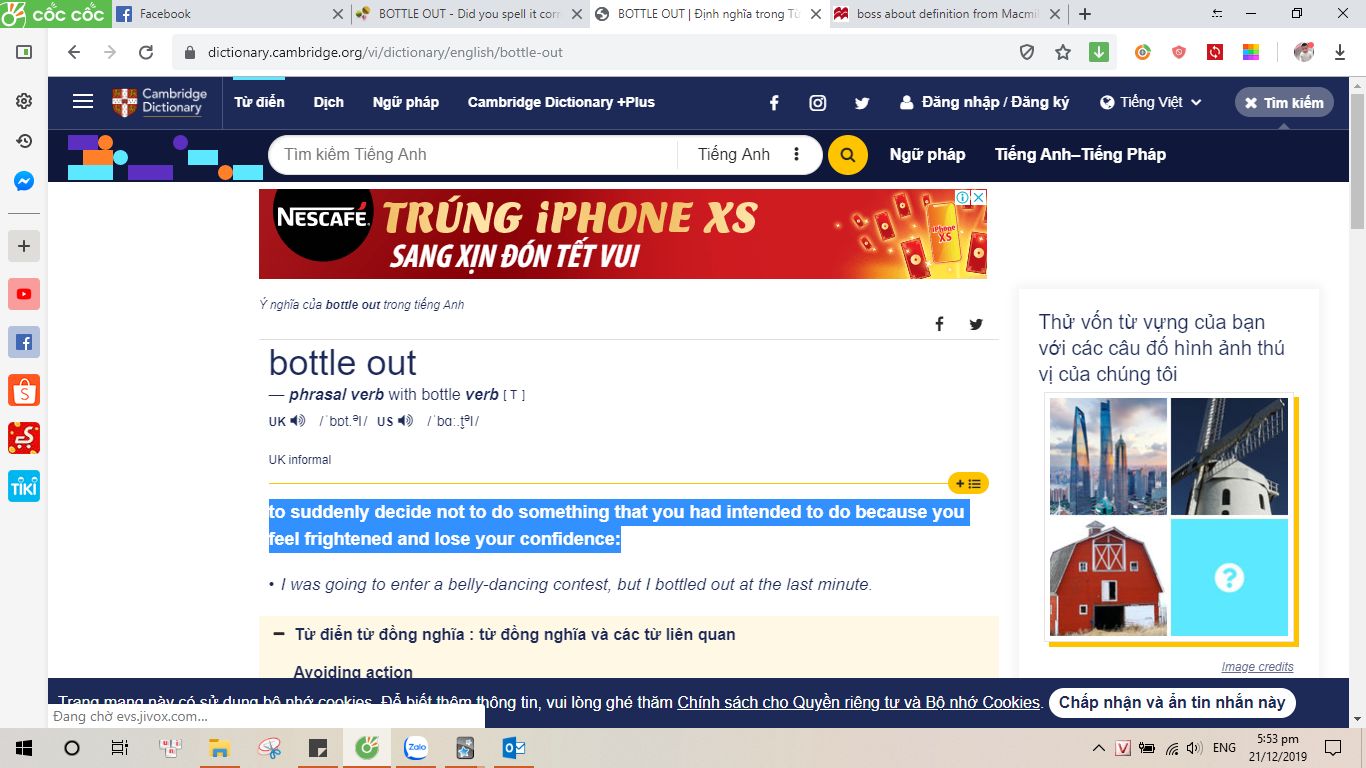 cốc cốc
Facebook
BOTTLE OUT - Did you spell it corr
BOTTLE OUT | Định nghĩa trong Từ
boss about definition from Macmil
dictionary.cambridge.org/vi/dictionary/english/bottle-out
Cambridge
Dictionary
Từ điển
Dịch
Ngữ pháp
Cambridge Dictionary +Plus
Đăng nhập / Đăng ký
Tiếng Việt
Tìm kiếm
Tìm kiếm Tiếng Anh
Tiếng Anh
Ngữ pháp
Tiếng Anh–Tiếng Pháp
NESCAFÉ.
TRÚNG iPHONE XS
SANG XỊN ĐÓN TẾT VUI
iPhone
XS
Ý nghĩa của bottle out trong tiếng Anh
bottle out
— phrasal verb with bottle verb [ T ]
UK /ˈbɒt.əl/ US /ˈbɑː.t̬əl/
UK informal
to suddenly decide not to do something that you had intended to do because you
feel frightened and lose your confidence:
• I was going to enter a belly-dancing contest, but I bottled out at the last minute.
Từ điển từ đồng nghĩa : từ đồng nghĩa và các từ liên quan
Avoiding action
Thử vốn từ vựng của bạn
với các câu đố hình ảnh thú
vị của chúng tôi
?
Image credits
Trang mạng này có sử dụng bộ nhớ cookies. Để biết thêm thông tin, vui lòng ghé thăm Chính sách cho Quyền riêng tư và Bộ nhớ Cookies.
Chấp nhận và ẩn tin nhắn này
Đang chờ evs.jivox.com...
TIKI
Zalo
V
ENG
5:53 pm
21/12/2019